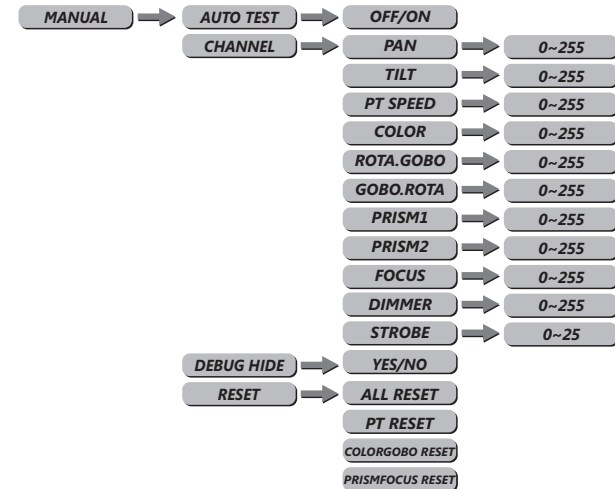 MANUAL AUTO TEST OFF/ON
CHANNEL PAN 0~255
TILT 0~255
PT SPEED 0~255
COLOR 0~255
ROTA.GOBO 0~255
GOBO.ROTA 0~255
PRISM1 0~255
PRISM2 0~255
FOCUS 0~255
DIMMER 0~255
STROBE 0~25
DEBUG HIDE YES/NO
RESET ALL RESET
PT RESET
COLORGOBO RESET
PRISMFOCUS RESET